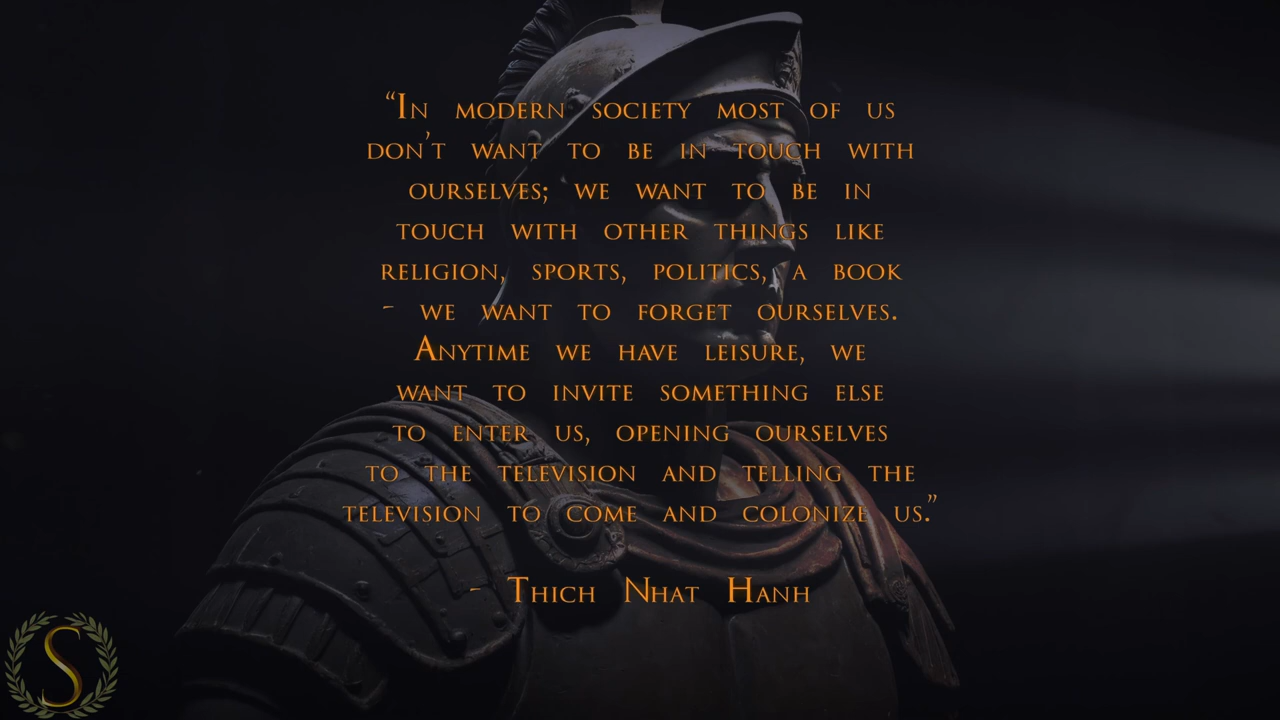 “In modern society most of us
don't want to be in touch with
ourselves; we want to be in
touch with other things like
religion, sports, politics, a book
- we want to forget ourselves.
Anytime we have leisure, we
want to invite something else
to enter us, opening ourselves
to the television and telling the
television to come and colonize us.”
- Thich Nhat Hanh
S